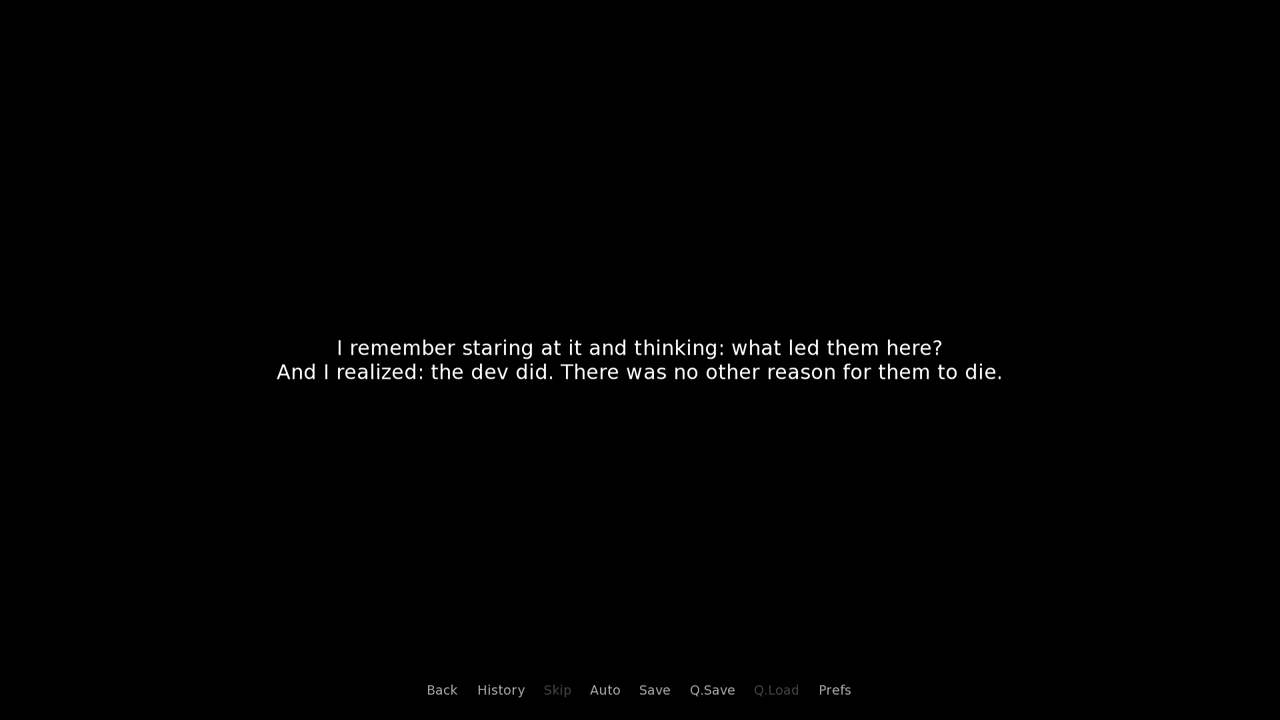 I remember staring at it and thinking: what led them here?
And I realized: the dev did. There was no other reason for them to die.
Back History Skip Auto Save Q.Save Q.Load Prefs